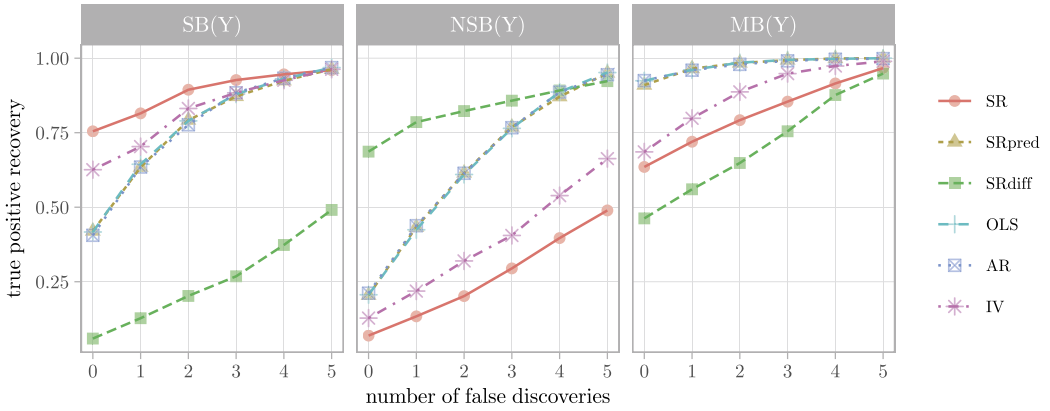 SB(Y) NSB(Y) MB(Y)
1.00
0.75
0.50
0.25
true positive recovery
0 1 2 3 4 5 0 1 2 3 4 5 0 1 2 3 4 5
number of false discoveries
SR
SRpred
SRdiff
OLS
AR
IV